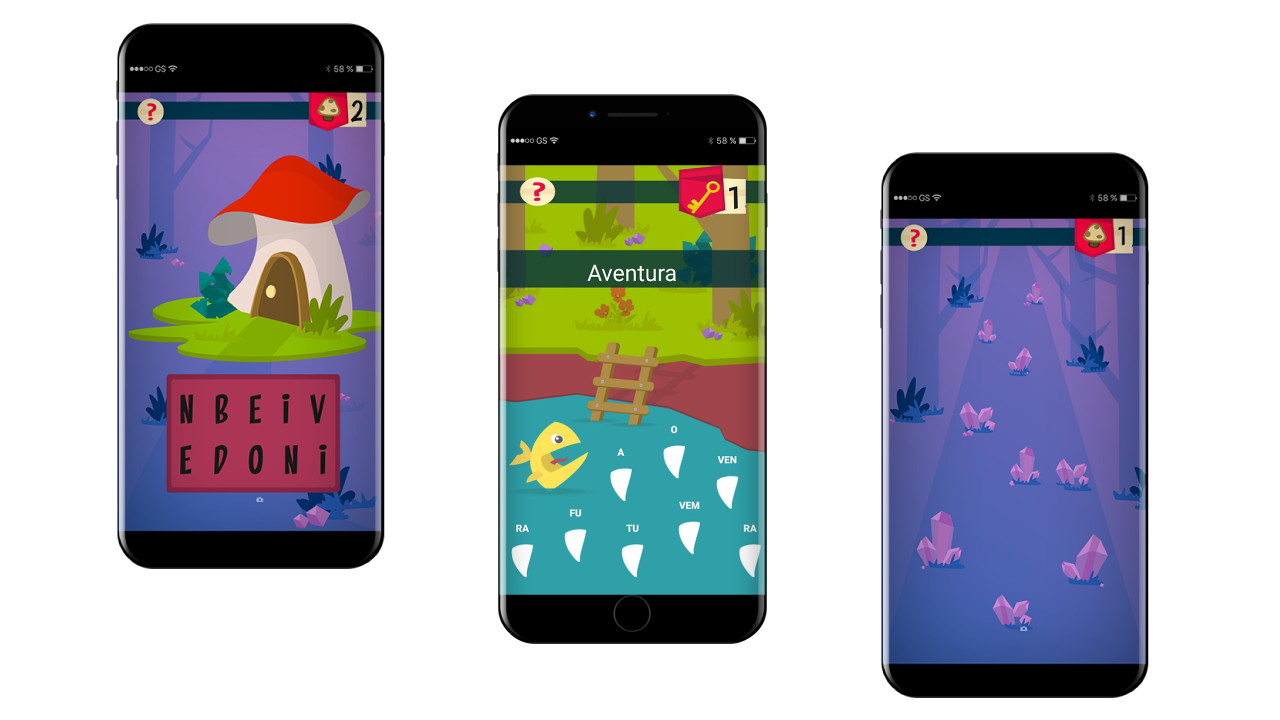 GS 58 %
? 2
N B E i V
E D O N i
GS 58 %
? 1
Aventura
O
A
VEN
VEM
FU
RA
TU
RA
GS 58 %
? 1